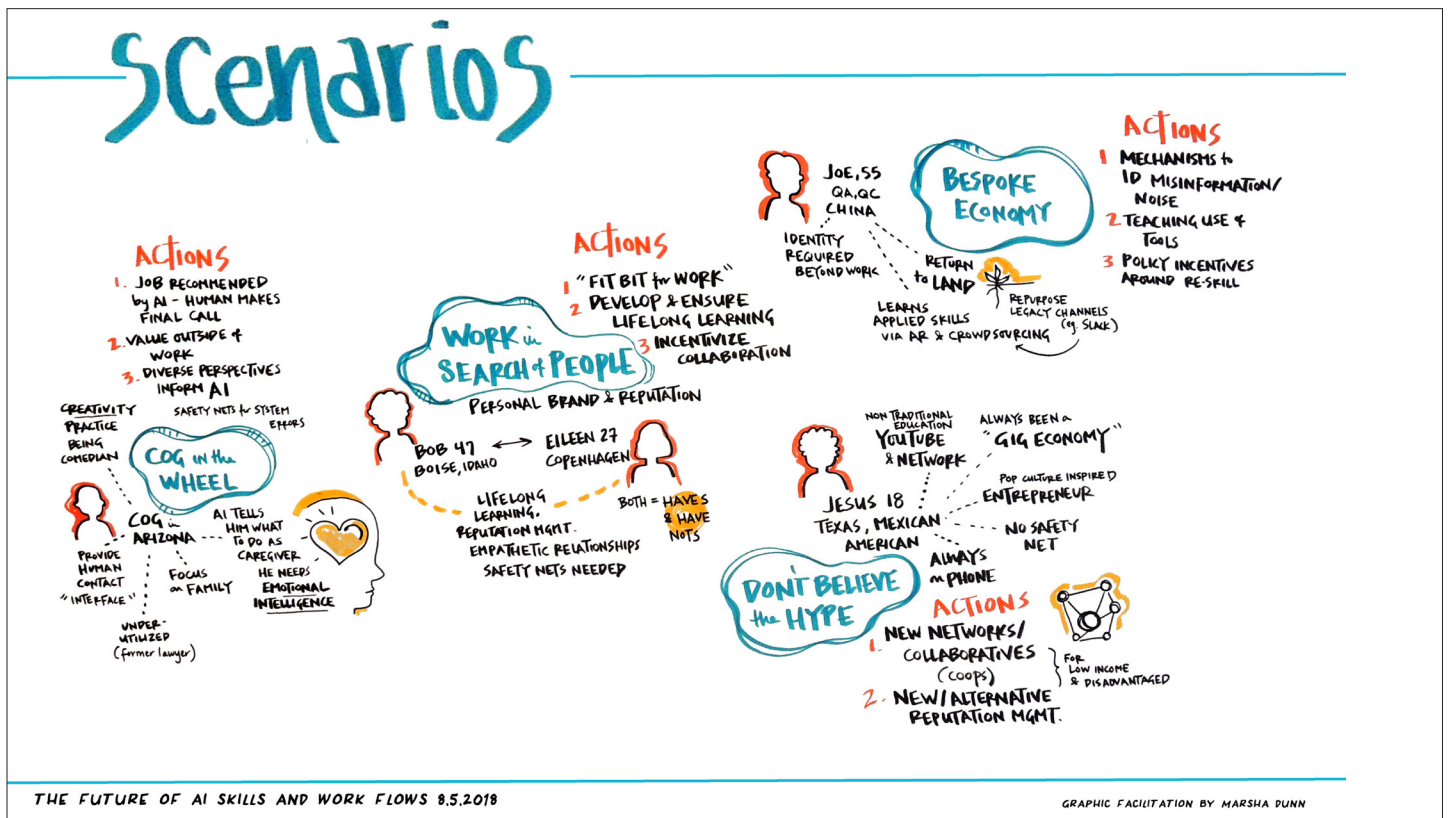 Scenarios
ACTIONS
1. JOB RECOMMENDED
by AI - HUMAN MAKES
FINAL CALL
2. VALUE OUTSIDE of
WORK
3. DIVERSE PERSPECTIVES
INFORM AI
SAFETY NETS for SYSTEM
ERRORS
CREATIVITY
PRACTICE
BEING
COMEDIAN
COG in the
WHEEL
COG in
ARIZONA
PROVIDE
HUMAN
CONTACT
"INTERFACE"
UNDER-
UTILIZED
(former lawyer)
FOCUS
on FAMILY
AI TELLS
HIM WHAT
TO DO AS
CAREGIVER
HE NEEDS
EMOTIONAL
INTELLIGENCE
ACTIONS
1 "FIT BIT for WORK"
2 DEVELOP & ENSURE
LIFELONG LEARNING
3 INCENTIVIZE
COLLABORATION
WORK in
SEARCH of PEOPLE
PERSONAL BRAND & REPUTATION
BOB 47
BOISE, IDAHO
EILEEN 27
COPENHAGEN
LIFELONG
LEARNING,
REPUTATION MGMT.
EMPATHETIC RELATIONSHIPS
SAFETY NETS NEEDED
BOTH = HAVES
& HAVE
NOTS
JOE, 55
QA, QC
CHINA
BESPOKE
ECONOMY
IDENTITY
REQUIRED
BEYOND WORK
RETURN
to LAND
LEARNS
APPLIED SKILLS
VIA AR & CROWDSOURCING
REPURPOSE
LEGACY CHANNELS
(eg. SLACK)
ACTIONS
1 MECHANISMS to
ID MISINFORMATION/
NOISE
2 TEACHING USE of
TOOLS
3 POLICY INCENTIVES
AROUND RE-SKILL
NON TRADITIONAL
EDUCATION
YOUTUBE
& NETWORK
ALWAYS BEEN a
"GIG ECONOMY"
POP CULTURE INSPIRED
ENTREPRENEUR
NO SAFETY
NET
JESUS 18
TEXAS, MEXICAN
AMERICAN
ALWAYS
on PHONE
DON'T BELIEVE
the HYPE
ACTIONS
1. NEW NETWORKS/
COLLABORATIVES
(COOPS)
FOR
LOW INCOME
& DISADVANTAGED
2. NEW/ALTERNATIVE
REPUTATION MGMT.
THE FUTURE OF AI SKILLS AND WORK FLOWS 8.5.2018
GRAPHIC FACILITATION BY MARSHA DUNN